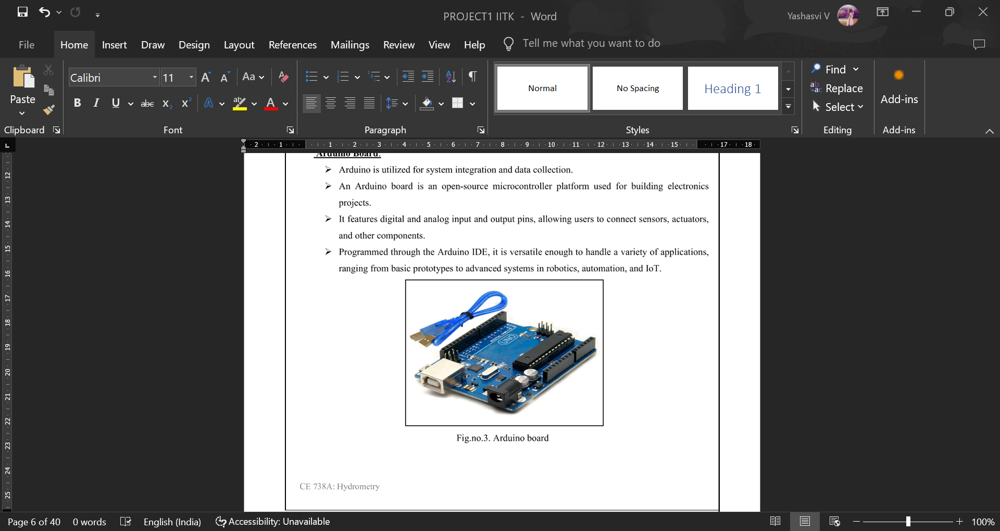 PROJECT1 IITK - Word
Yashasvi V
File Home Insert Draw Design Layout References Mailings Review View Help Tell me what you want to do
Paste
Clipboard
Calibri 11
Aa
B I U abc X₂ X² A ab A
Font
Paragraph
Normal
No Spacing
Heading 1
Styles
Find
Replace
Select
Editing
Add-ins
Add-ins
2 1 1 2 3 4 5 6 7 8 9 10 11 12 13 14 15 17 18
12
13
14
15
16
17
18
19
20
21
22
23
24
25
Arduino Board:
➢ Arduino is utilized for system integration and data collection.
➢ An Arduino board is an open-source microcontroller platform used for building electronics
projects.
➢ It features digital and analog input and output pins, allowing users to connect sensors, actuators,
and other components.
➢ Programmed through the Arduino IDE, it is versatile enough to handle a variety of applications,
ranging from basic prototypes to advanced systems in robotics, automation, and IoT.
UNO
Fig.no.3. Arduino board
CE 738A: Hydrometry
Page 6 of 40 0 words English (India) Accessibility: Unavailable 100%